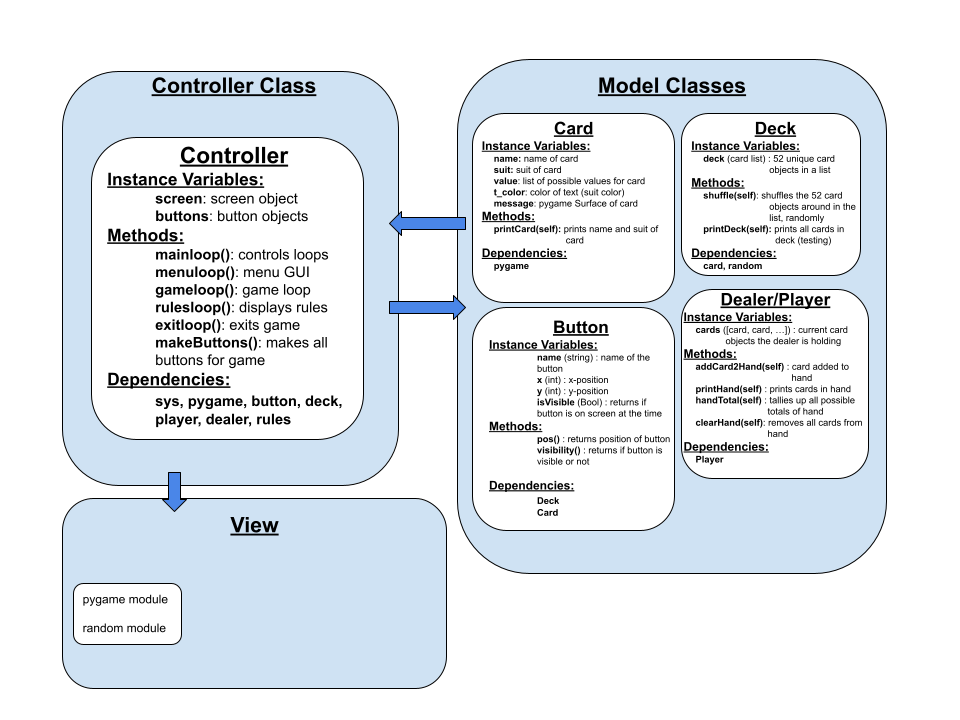 Controller Class
Controller
Instance Variables:
screen: screen object
buttons: button objects
Methods:
mainloop(): controls loops
menuloop(): menu GUI
gameloop(): game loop
rulesloop(): displays rules
exitloop(): exits game
makeButtons(): makes all
buttons for game
Dependencies:
sys, pygame, button, deck,
player, dealer, rules
Model Classes
Card
Instance Variables:
name: name of card
suit: suit of card
value: list of possible values for card
t_color: color of text (suit color)
message: pygame Surface of card
Methods:
printCard(self): prints name and suit of
card
Dependencies:
pygame
Deck
Instance Variables:
deck (card list) : 52 unique card
objects in a list
Methods:
shuffle(self): shuffles the 52 card
objects around in the
list, randomly
printDeck(self): prints all cards in
deck (testing)
Dependencies:
card, random
Button
Instance Variables:
name (string) : name of the
button
x (int) : x-position
y (int) : y-position
isVisible (Bool) : returns if
button is on screen at the time
Methods:
pos() : returns position of button
visibility() : returns if button is
visible or not
Dependencies:
Deck
Card
Dealer/Player
Instance Variables:
cards ([card, card, …]) : current card
objects the dealer is holding
Methods:
addCard2Hand(self) : card added to
hand
printHand(self) : prints cards in hand
handTotal(self) : tallies up all possible
totals of hand
clearHand(self): removes all cards from
hand
Dependencies:
Player
View
pygame module
random module